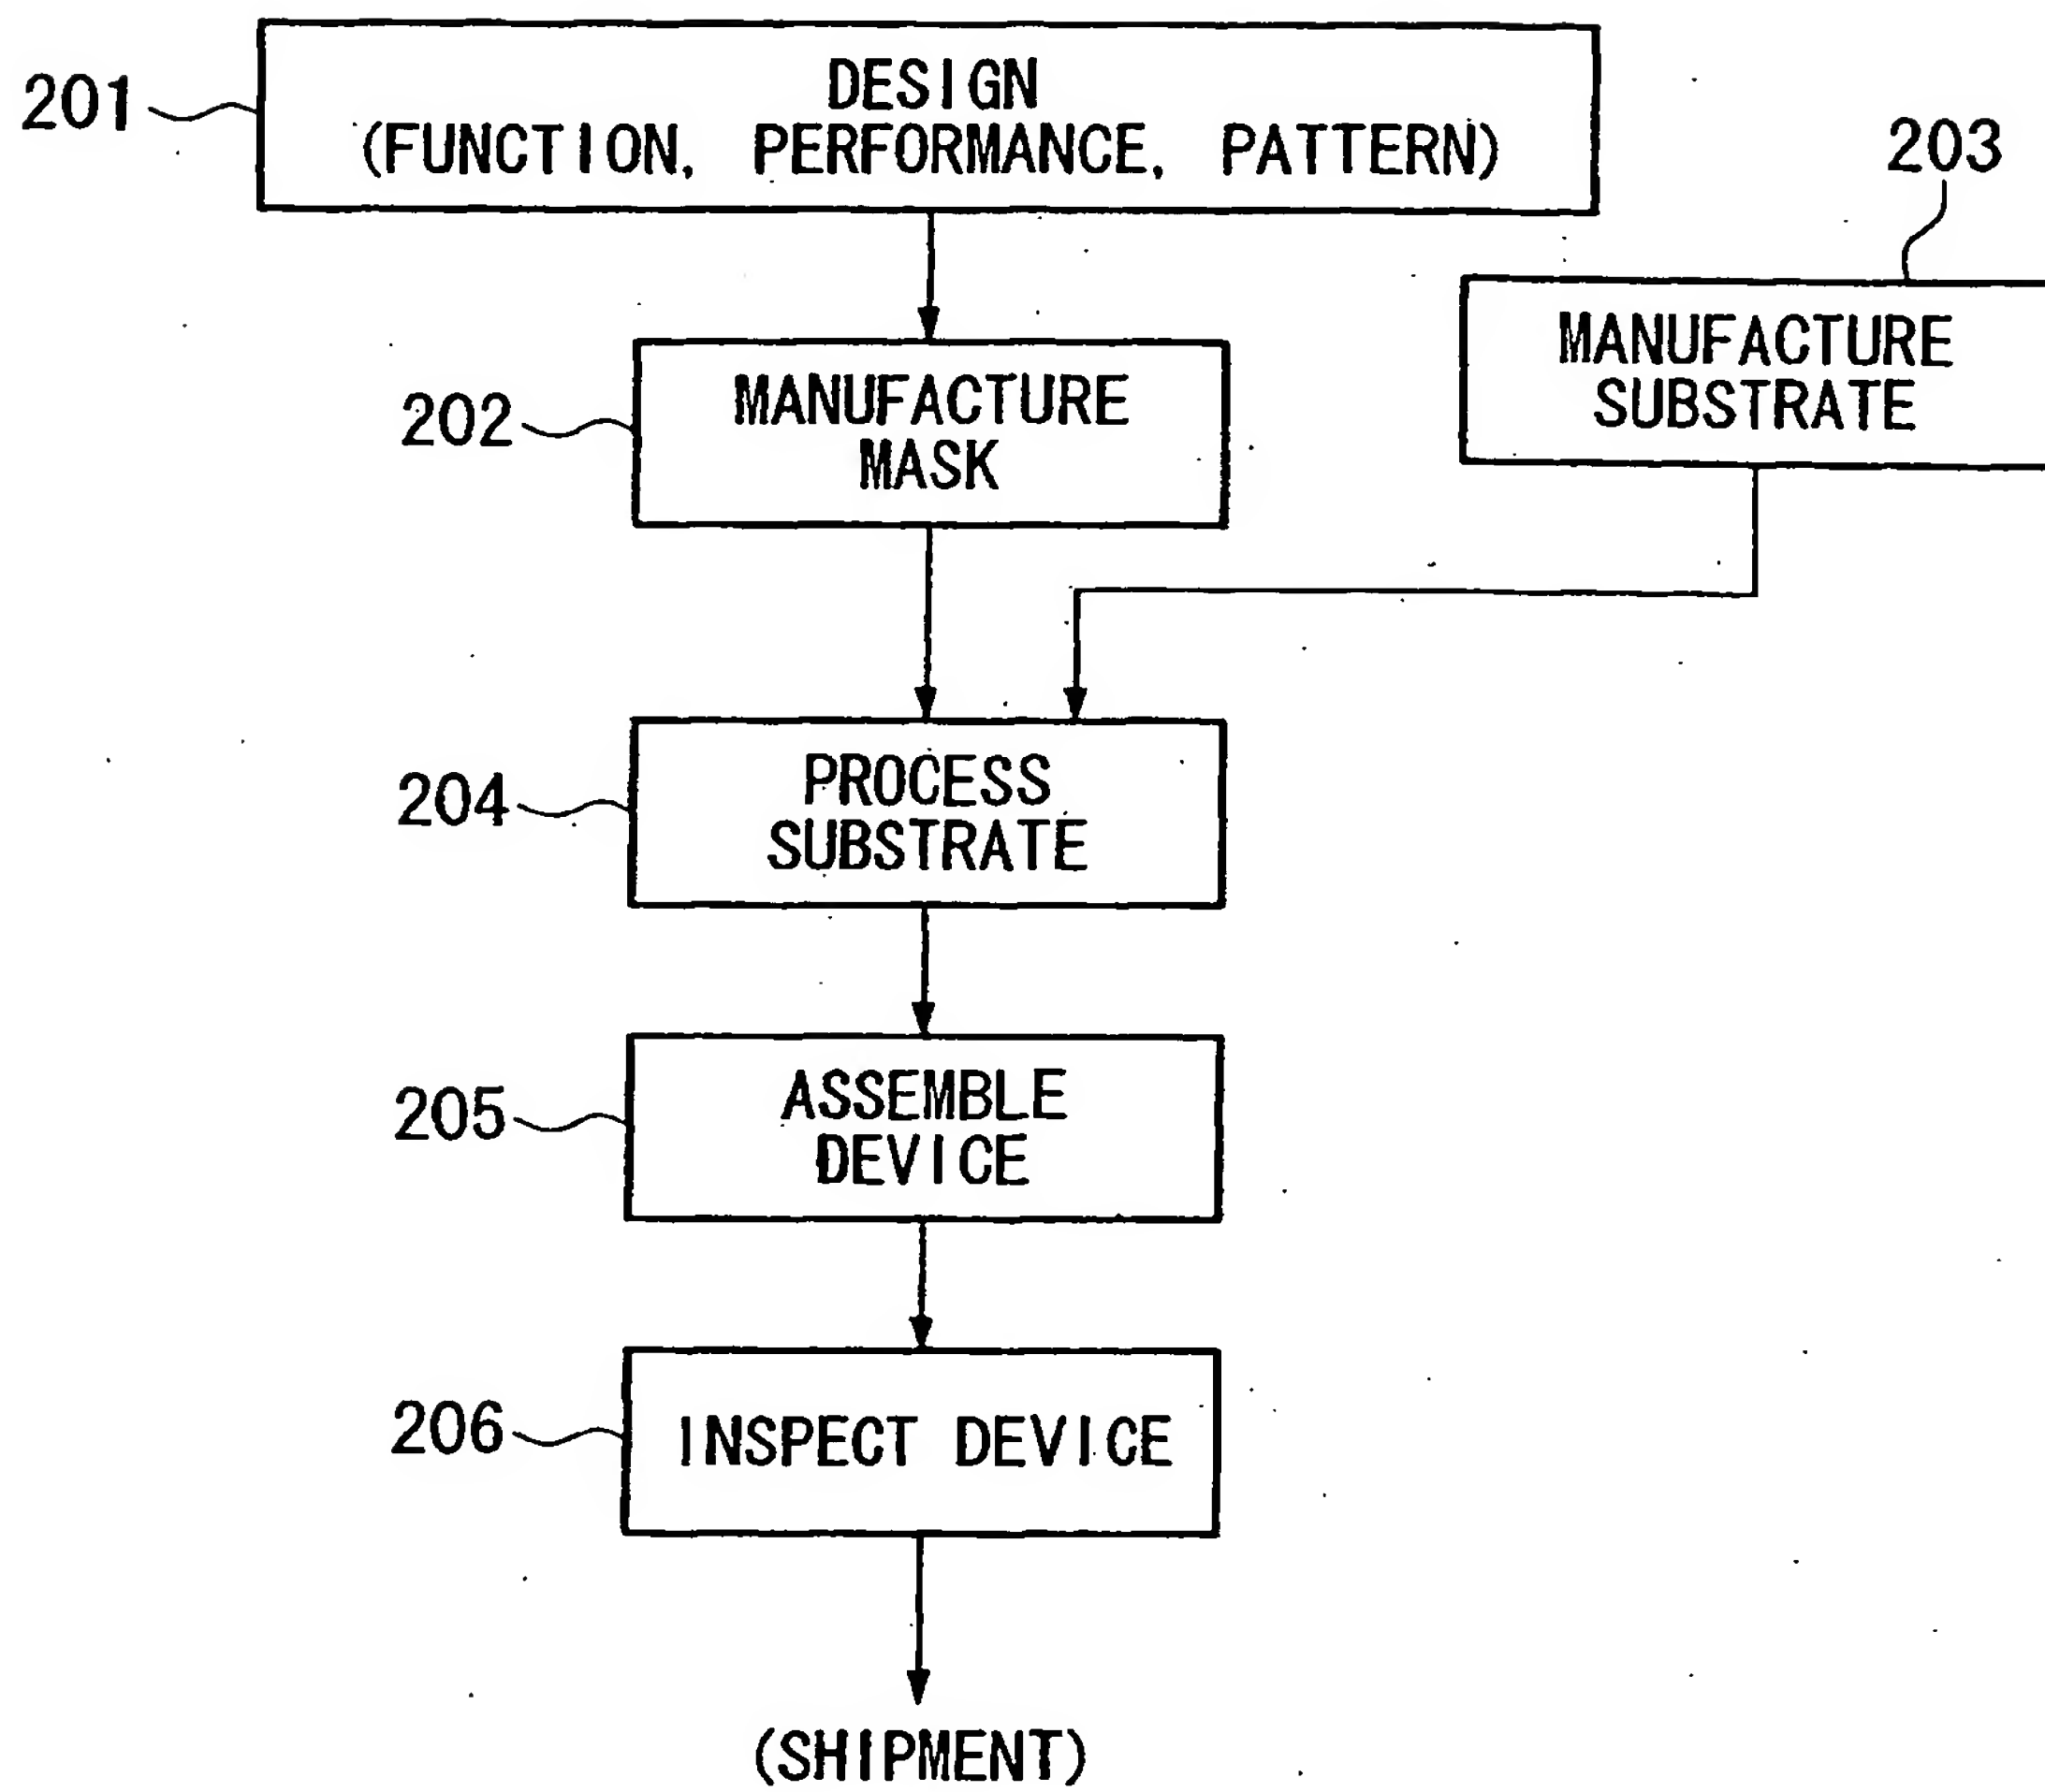 201
DESIGN
(FUNCTION, PERFORMANCE, PATTERN)
203
MANUFACTURE
SUBSTRATE
202
MANUFACTURE
MASK
204
PROCESS
SUBSTRATE
205
ASSEMBLE
DEVICE
206
INSPECT DEVICE
(SHIPMENT)